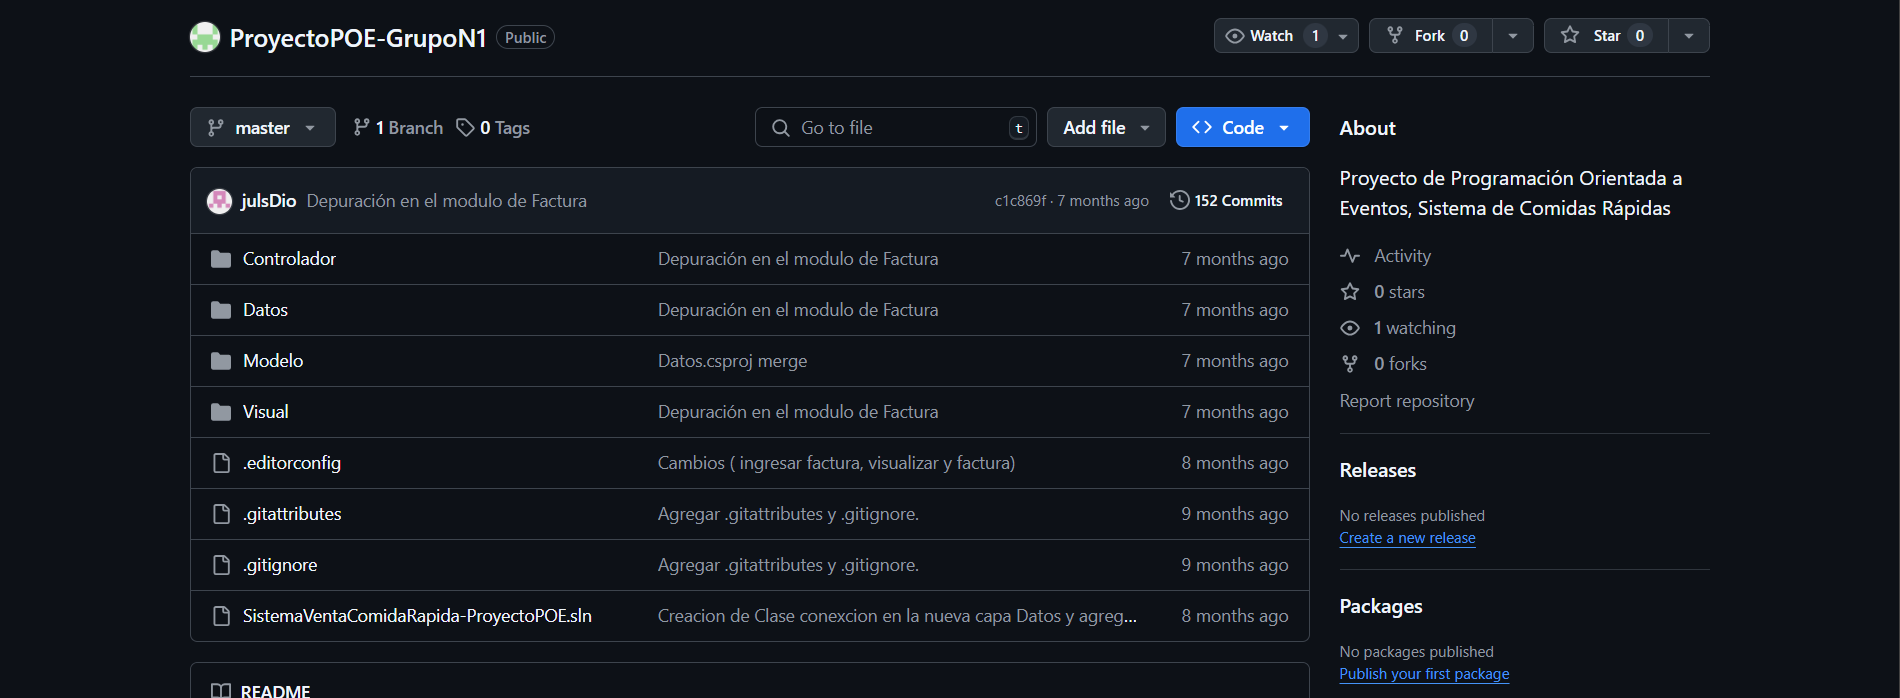 ProyectoPOE-GrupoN1 Public Watch 1 Fork 0 Star 0
master 1 Branch 0 Tags Go to file t Add file Code
julsDio Depuración en el modulo de Factura c1c869f · 7 months ago 152 Commits
Controlador Depuración en el modulo de Factura 7 months ago
Datos Depuración en el modulo de Factura 7 months ago
Modelo Datos.csproj merge 7 months ago
Visual Depuración en el modulo de Factura 7 months ago
.editorconfig Cambios ( ingresar factura, visualizar y factura) 8 months ago
.gitattributes Agregar .gitattributes y .gitignore. 9 months ago
.gitignore Agregar .gitattributes y .gitignore. 9 months ago
SistemaVentaComidaRapida-ProyectoPOE.sln Creacion de Clase conexcion en la nueva capa Datos y agreg... 8 months ago
README
About
Proyecto de Programación Orientada a
Eventos, Sistema de Comidas Rápidas
Activity
0 stars
1 watching
0 forks
Report repository
Releases
No releases published
Create a new release
Packages
No packages published
Publish your first package